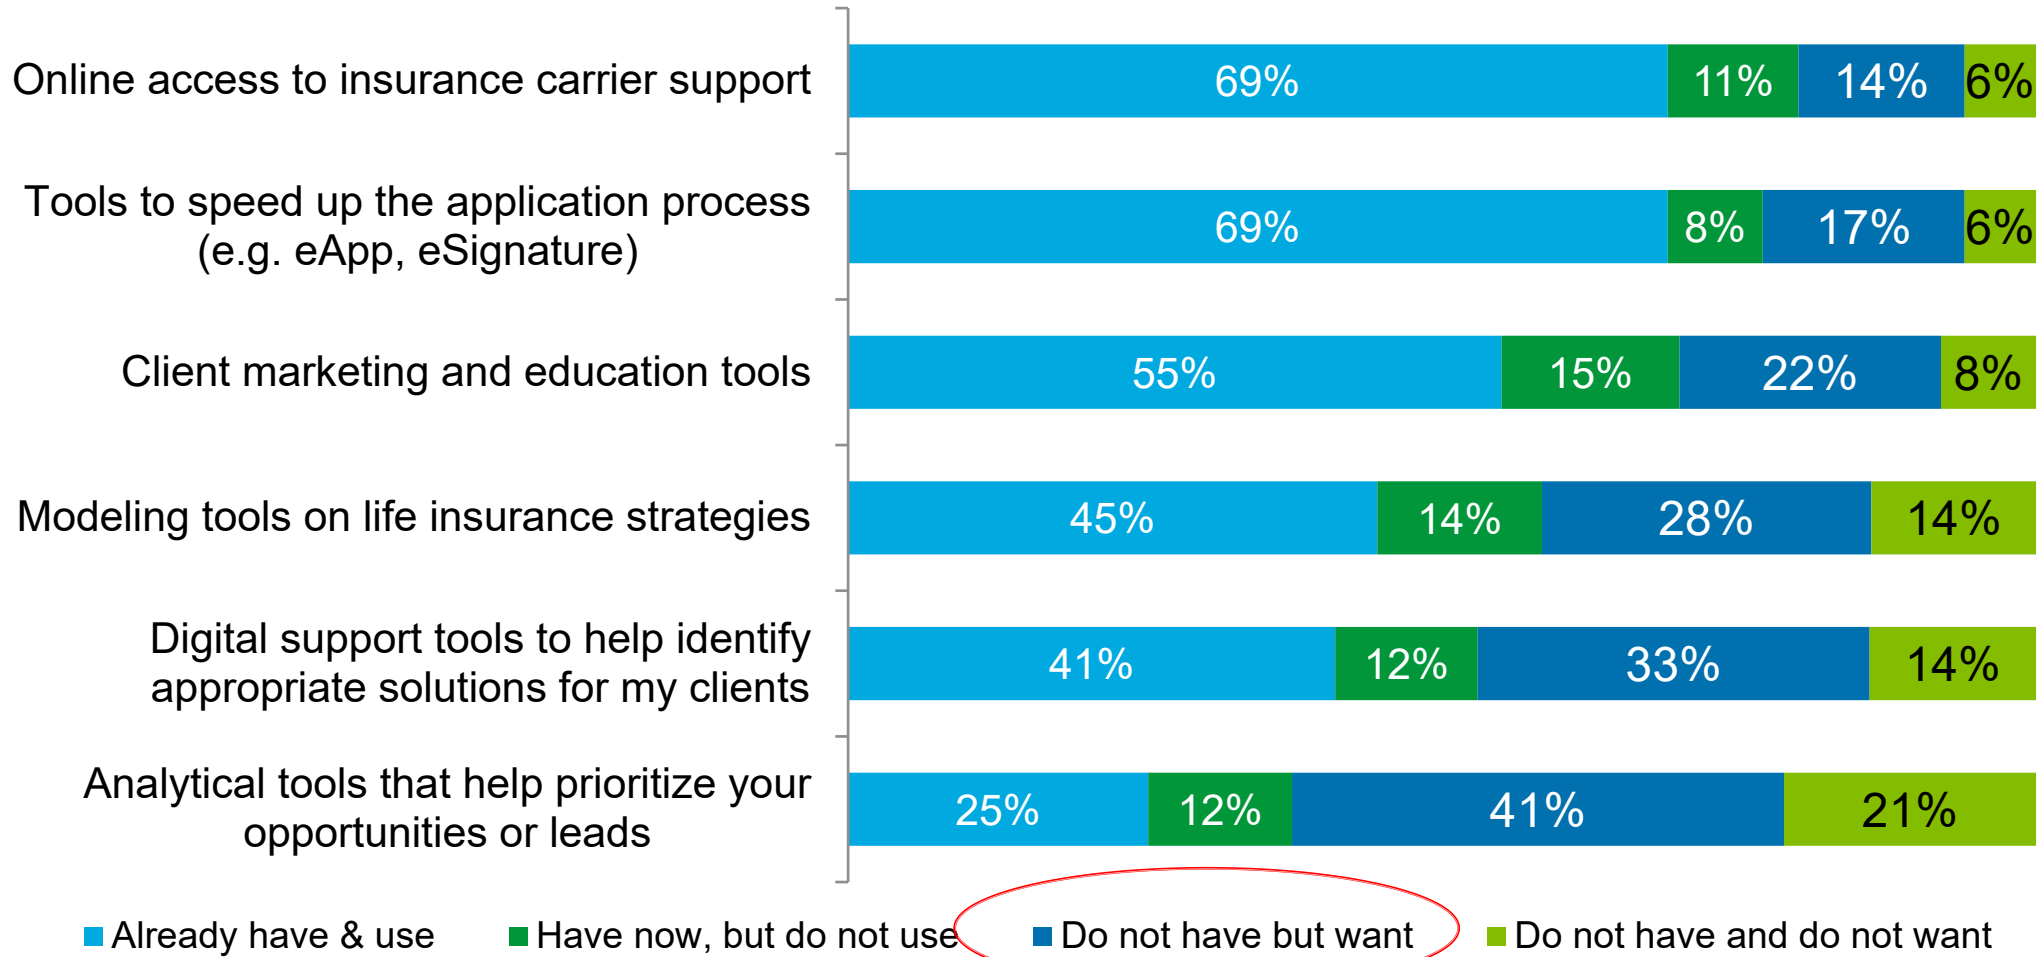 Online access to insurance carrier support
69% 11% 14% 6%
Tools to speed up the application process
(e.g. eApp, eSignature)
69% 8% 17% 6%
Client marketing and education tools
55% 15% 22% 8%
Modeling tools on life insurance strategies
45% 14% 28% 14%
Digital support tools to help identify
appropriate solutions for my clients
41% 12% 33% 14%
Analytical tools that help prioritize your
opportunities or leads
25% 12% 41% 21%
Already have & use Have now, but do not use Do not have but want Do not have and do not want